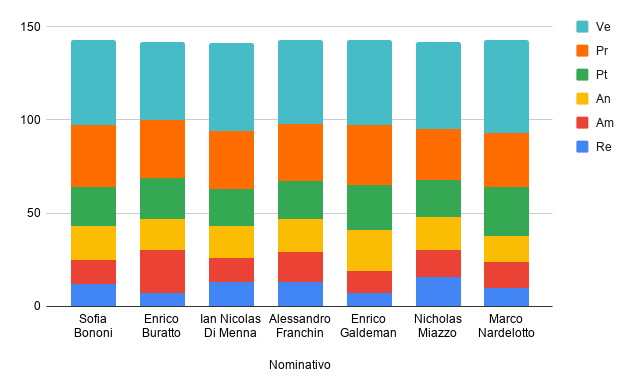 150
100
50
0
Ve
Pr
Pt
An
Am
Re
Sofia Enrico Ian Nicolas Alessandro Enrico Nicholas Marco
Bononi Buratto Di Menna Franchin Galdeman Miazzo Nardelotto
Nominativo